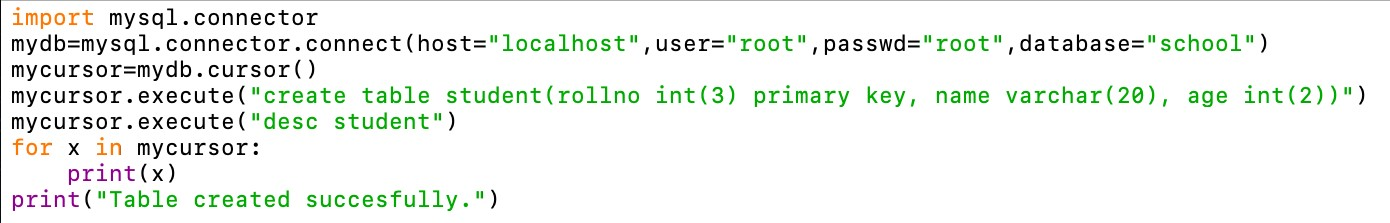 import mysql.connector
mydb=mysql.connector.connect(host="localhost",user="root",passwd="root",database="school")
mycursor=mydb.cursor()
mycursor.execute("create table student(rollno int(3) primary key, name varchar(20), age int(2))")
mycursor.execute("desc student")
for x in mycursor:
    print(x)
print("Table created succesfully.")